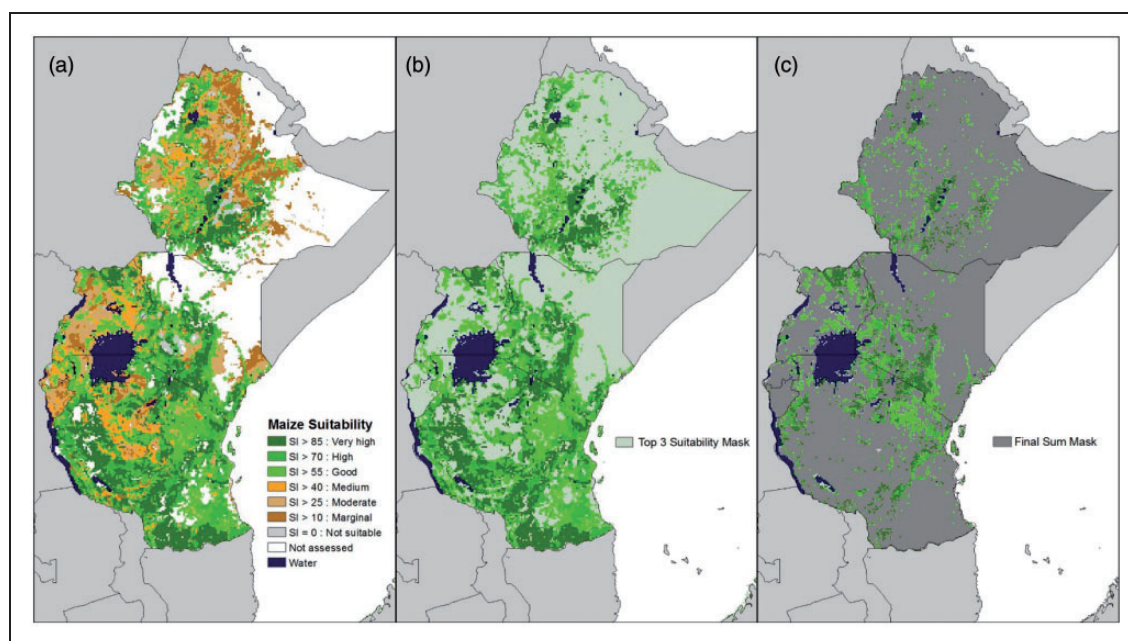 (a)
(b)
(c)
Maize Suitability
SI > 85 : Very high
SI > 70 : High
SI > 55 : Good
SI > 40 : Medium
SI > 25 : Moderate
SI > 10 : Marginal
SI = 0 : Not suitable
Not assessed
Water
Top 3 Suitability Mask
Final Sum Mask